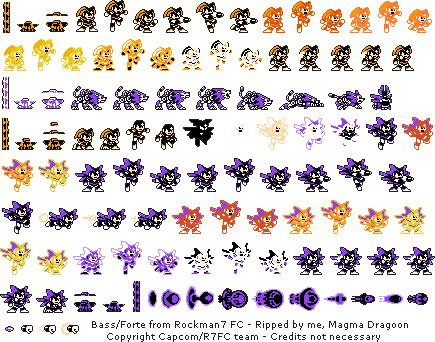 Bass/Forte from Rockman7 FC - Ripped by me, Magma Dragoon
Copyright Capcom/R7FC team - Credits not necessary